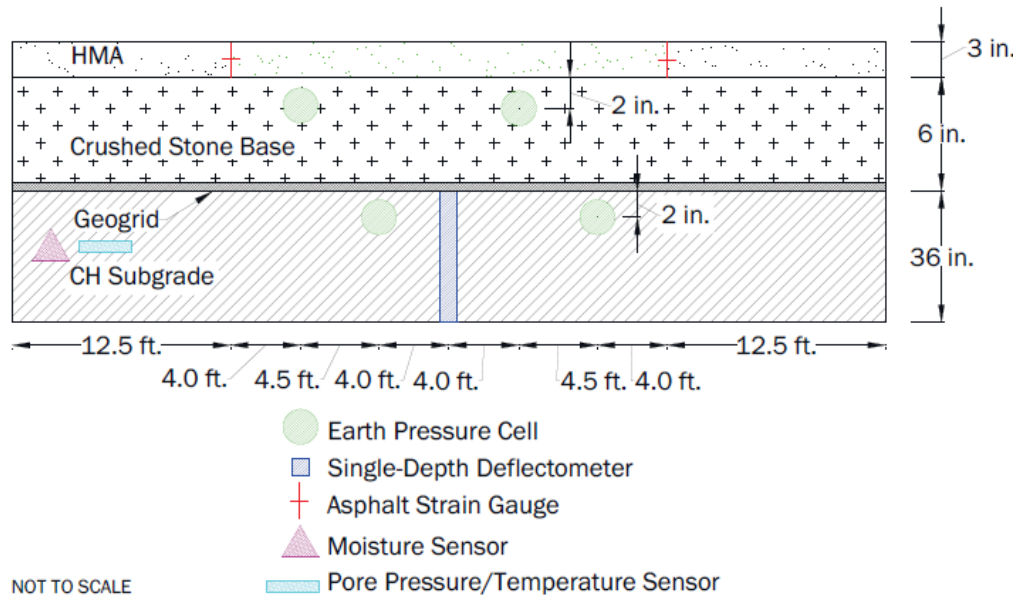 HMA
3 in.
2 in.
Crushed Stone Base
6 in.
Geogrid
2 in.
CH Subgrade
36 in.
12.5 ft.
12.5 ft.
4.0 ft.
4.5 ft.
4.0 ft.
4.0 ft.
4.5 ft.
4.0 ft.
Earth Pressure Cell
Single-Depth Deflectometer
Asphalt Strain Gauge
Moisture Sensor
NOT TO SCALE
Pore Pressure/Temperature Sensor